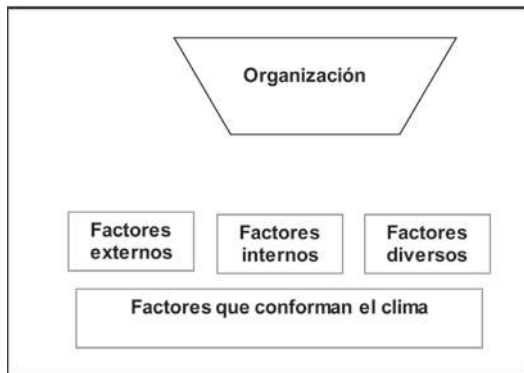 Organización
Factores
externos
Factores
internos
Factores
diversos
Factores que conforman el clima